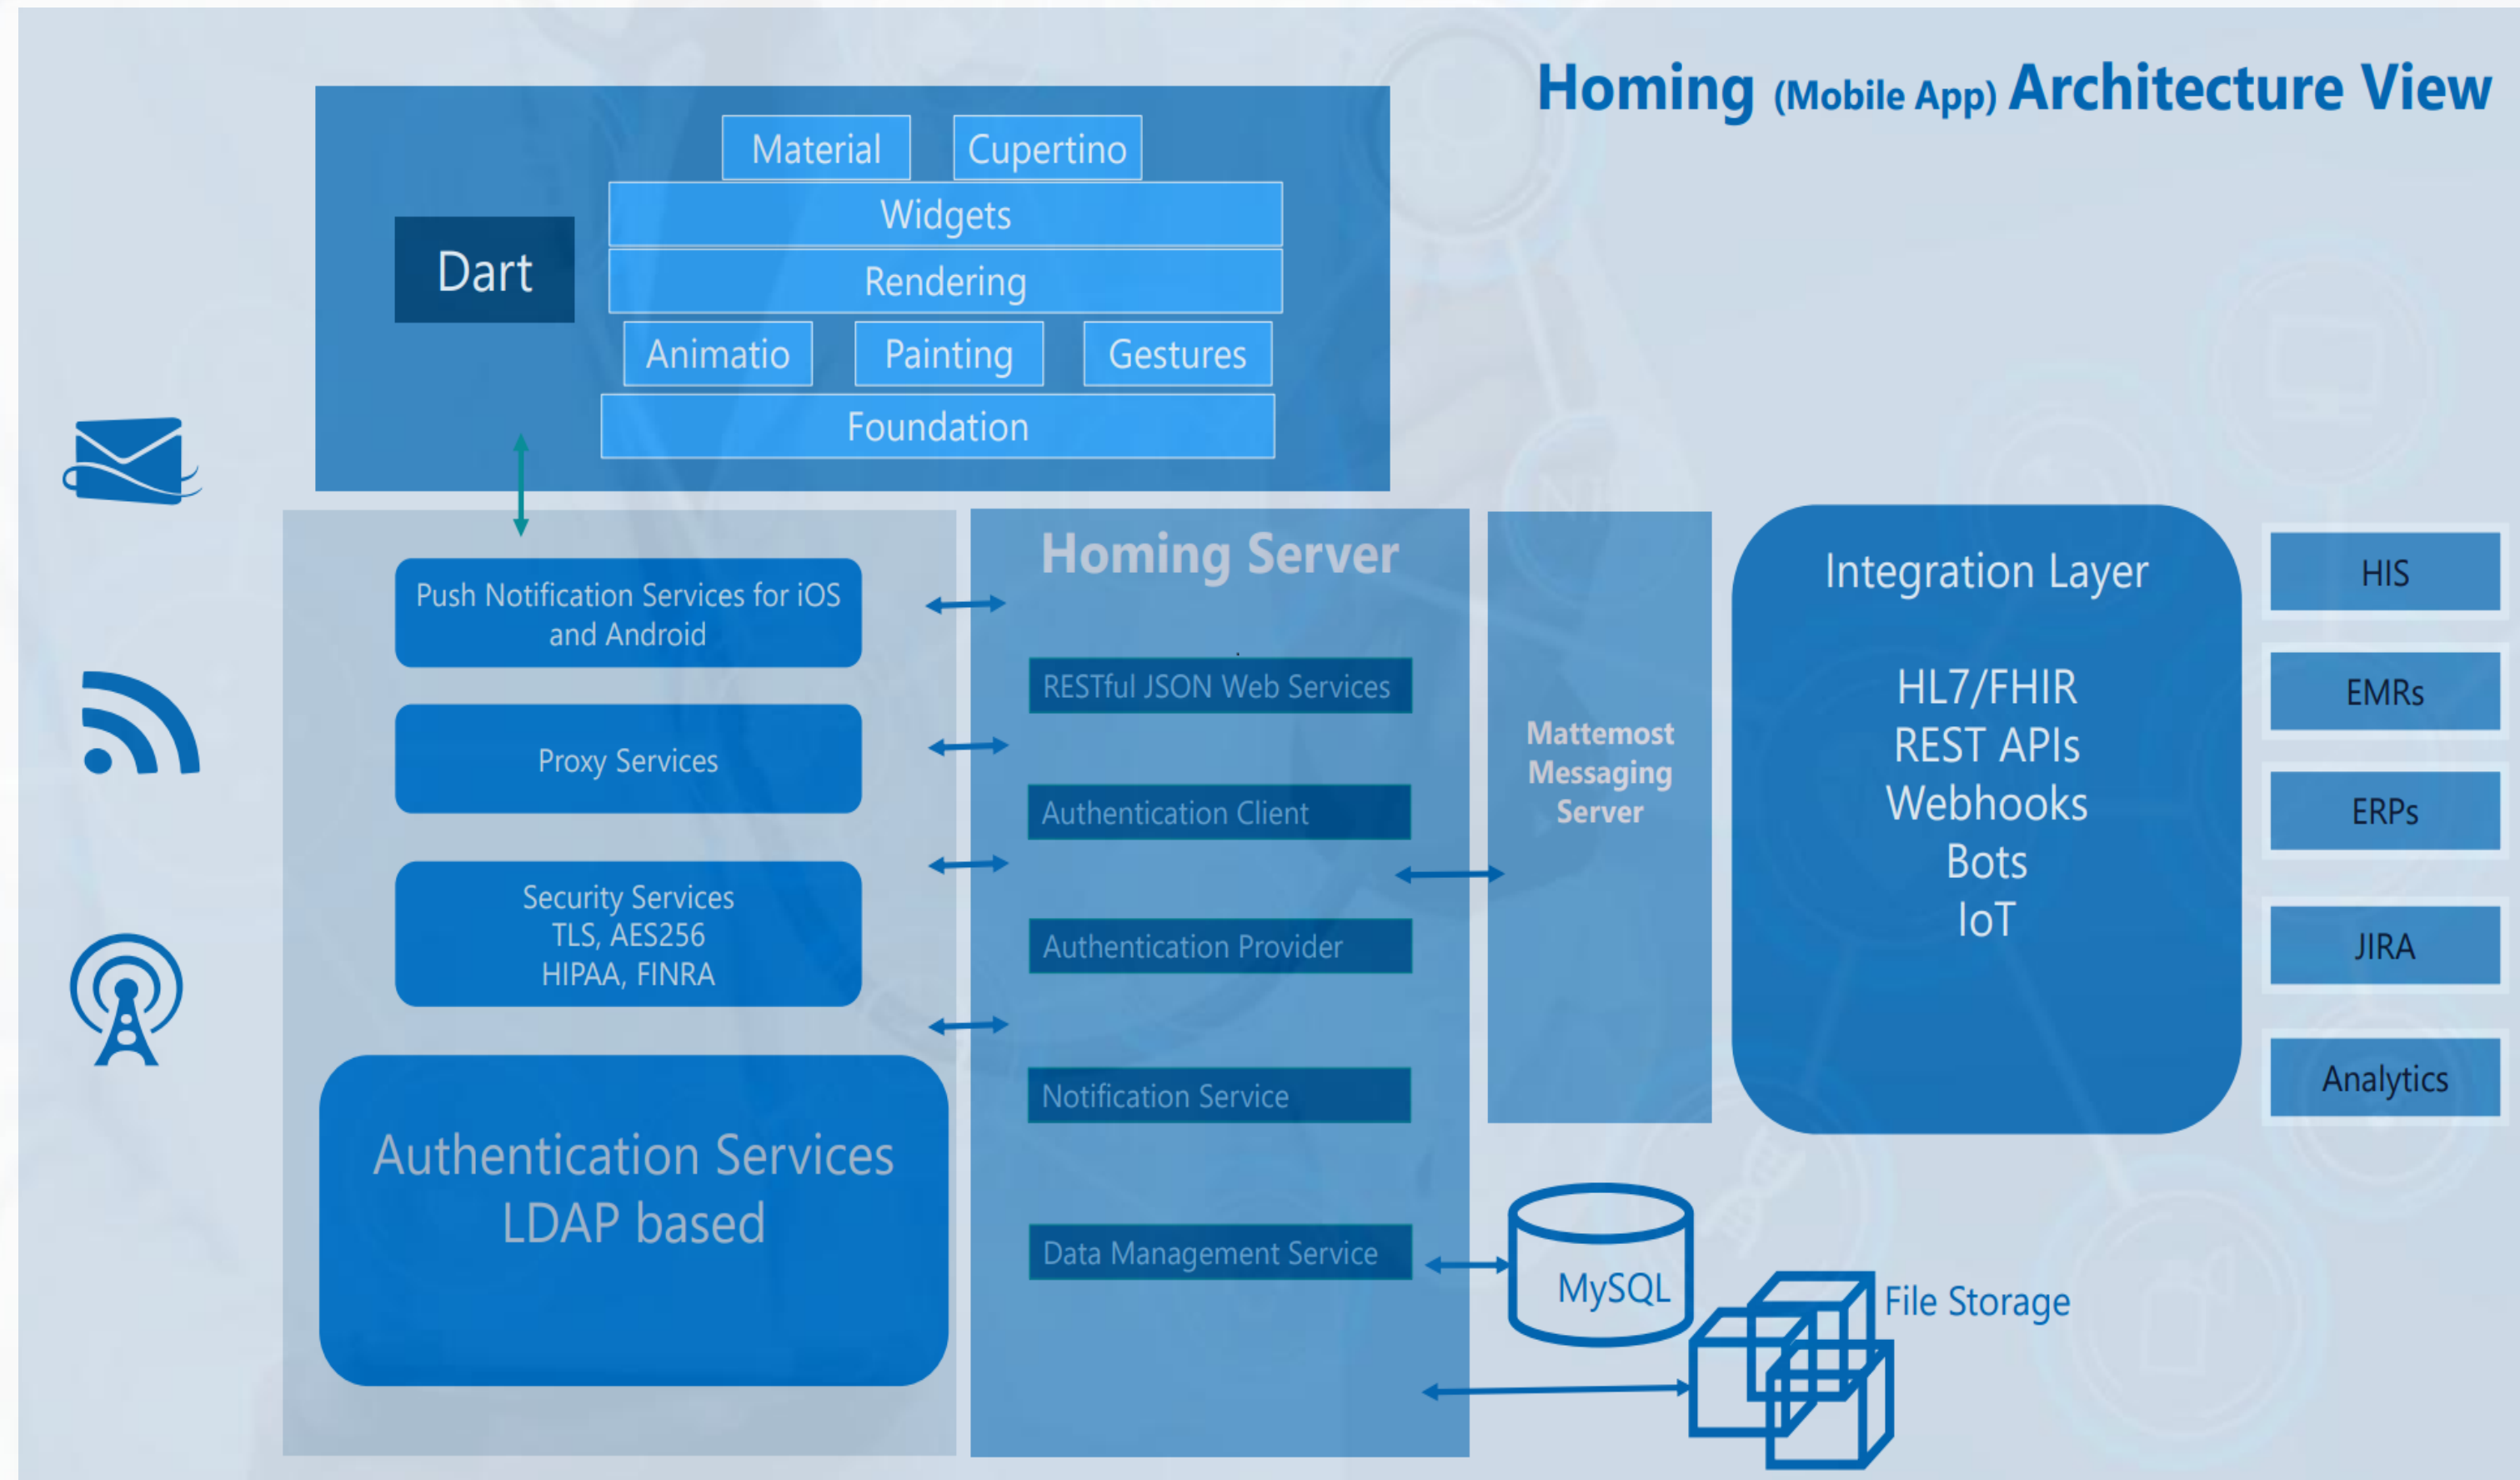 Homing (Mobile App) Architecture View
Material
Cupertino
Widgets
Dart
Rendering
Animatio
Painting
Gestures
Foundation
Push Notification Services for iOS
and Android
Proxy Services
Security Services
TLS, AES256
HIPAA, FINRA
Authentication Services
LDAP based
Homing Server
RESTful JSON Web Services
Authentication Client
Authentication Provider
Notification Service
Data Management Service
Mattemost
Messaging
Server
Integration Layer
HL7/FHIR
REST APIs
Webhooks
Bots
IoT
HIS
EMRs
ERPs
JIRA
Analytics
MySQL
File Storage